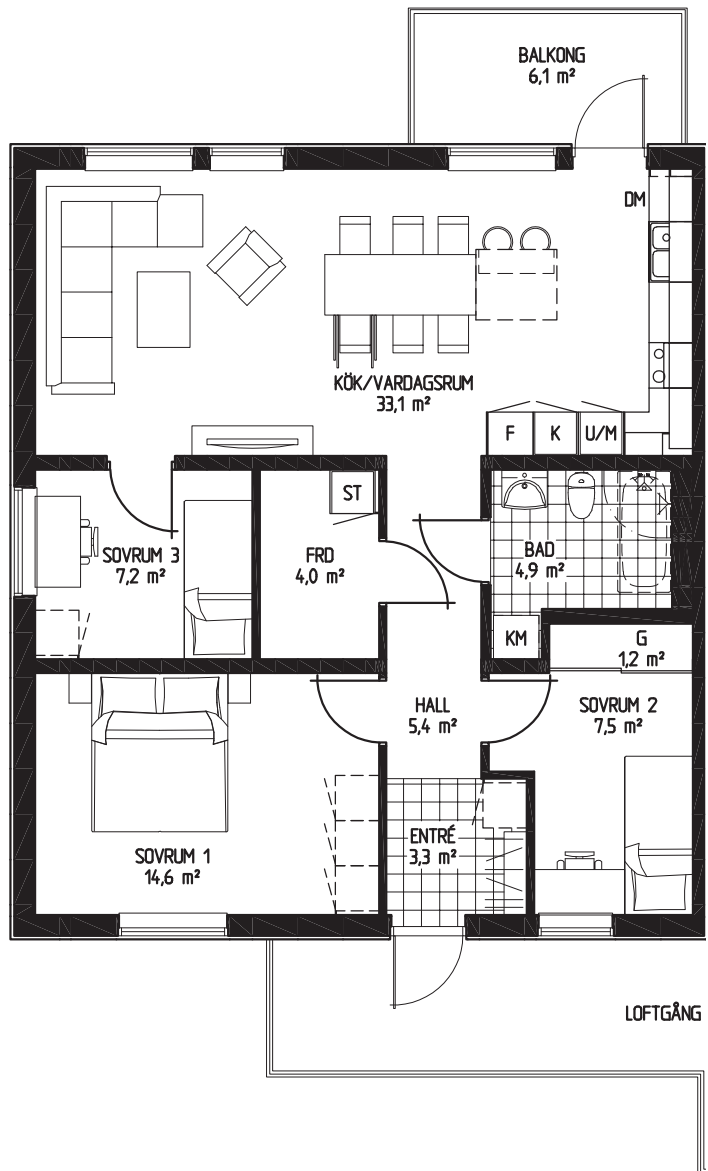 BALKONG
6,1 m²
DM
KÖK/VARDAGSRUM
33,1 m²
F K U/M
ST
SOVRUM 3
7,2 m²
FRD
4,0 m²
BAD
4,9 m²
KM
G
1,2 m²
HALL
5,4 m²
SOVRUM 2
7,5 m²
ENTRÉ
3,3 m²
SOVRUM 1
14,6 m²
LOFTGÅNG